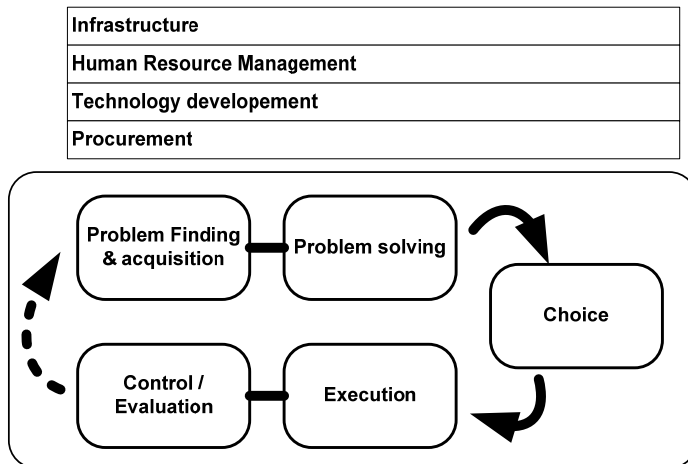 Infrastructure
Human Resource Management
Technology developement
Procurement
Problem Finding
& acquisition
Problem solving
Choice
Control /
Evaluation
Execution